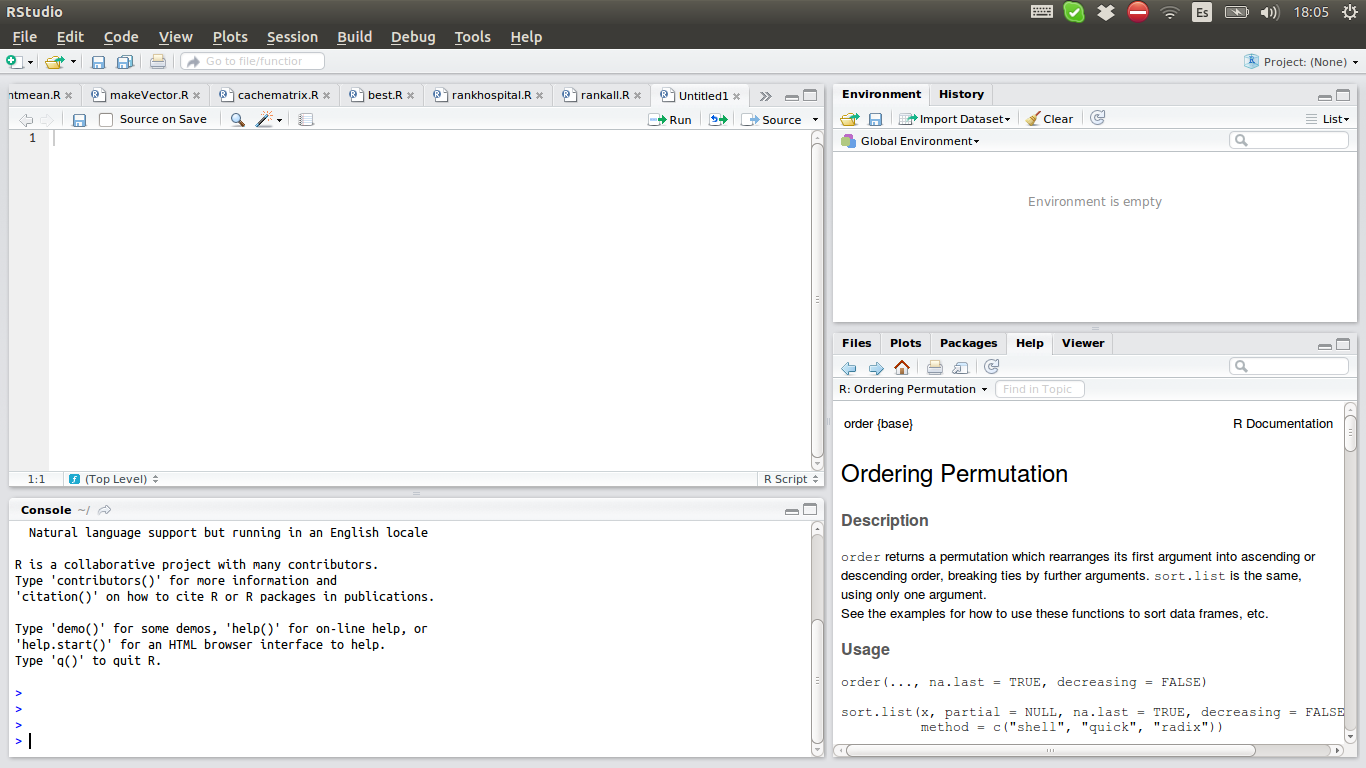 RStudio
Es
18:05
File Edit Code View Plots Session Build Debug Tools Help
Go to file/function
Project: (None)
ntmean.R
makeVector.R
cachematrix.R
best.R
rankhospital.R
rankall.R
Untitled1
Source on Save
Run
Source
1
1:1
(Top Level)
R Script
Console ~/
Natural language support but running in an English locale
R is a collaborative project with many contributors.
Type 'contributors()' for more information and
'citation()' on how to cite R or R packages in publications.
Type 'demo()' for some demos, 'help()' for on-line help, or
'help.start()' for an HTML browser interface to help.
Type 'q()' to quit R.
>
>
>
>
Environment History
Import Dataset
Clear
List
Global Environment
Environment is empty
Files Plots Packages Help Viewer
R: Ordering Permutation
Find in Topic
order {base}
R Documentation
Ordering Permutation
Description
order returns a permutation which rearranges its first argument into ascending or
descending order, breaking ties by further arguments. sort.list is the same,
using only one argument.
See the examples for how to use these functions to sort data frames, etc.
Usage
order(..., na.last = TRUE, decreasing = FALSE)
sort.list(x, partial = NULL, na.last = TRUE, decreasing = FALSE
method = c("shell", "quick", "radix"))